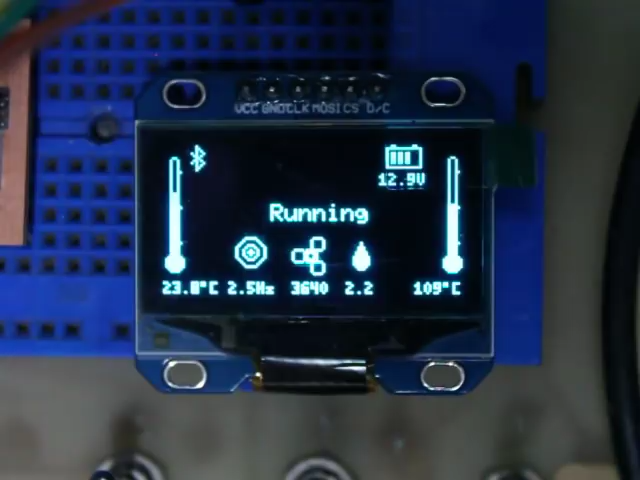 VCC GND CLK MOSI CS D/C
12.9V
Running
23.8°C 2.5Hz 3640 2.2 109°C